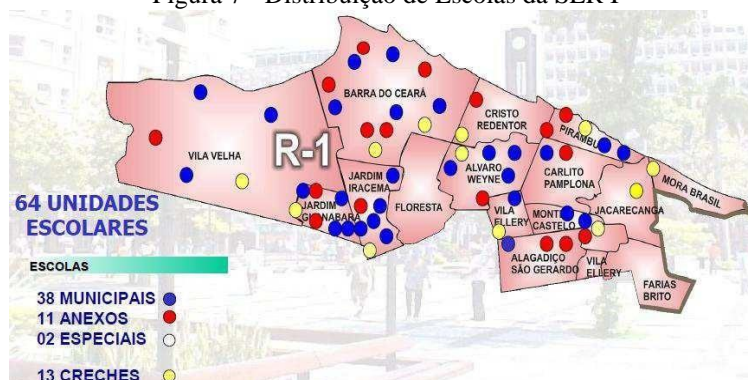 Figura 7 - Distribuição de Escolas da SER I
BARRA DO CEARÁ
CRISTO
REDENTOR
PIRAMBU
VILA VELHA
R-1
JARDIM
IRACEMA
ALVARO
WEYNE
CARLITO
PAMPLONA
MORA BRASIL
64 UNIDADES
ESCOLARES
JARDIM
GUANABARA
FLORESTA
VILA
ELLERY
MONTE
CASTELO
JACARECANGA
ESCOLAS
ALAGADIÇO
SÃO GERARDO
VILA
ELLERY
FARIAS
BRITO
38 MUNICIPAIS
11 ANEXOS
02 ESPECIAIS
13 CRECHES